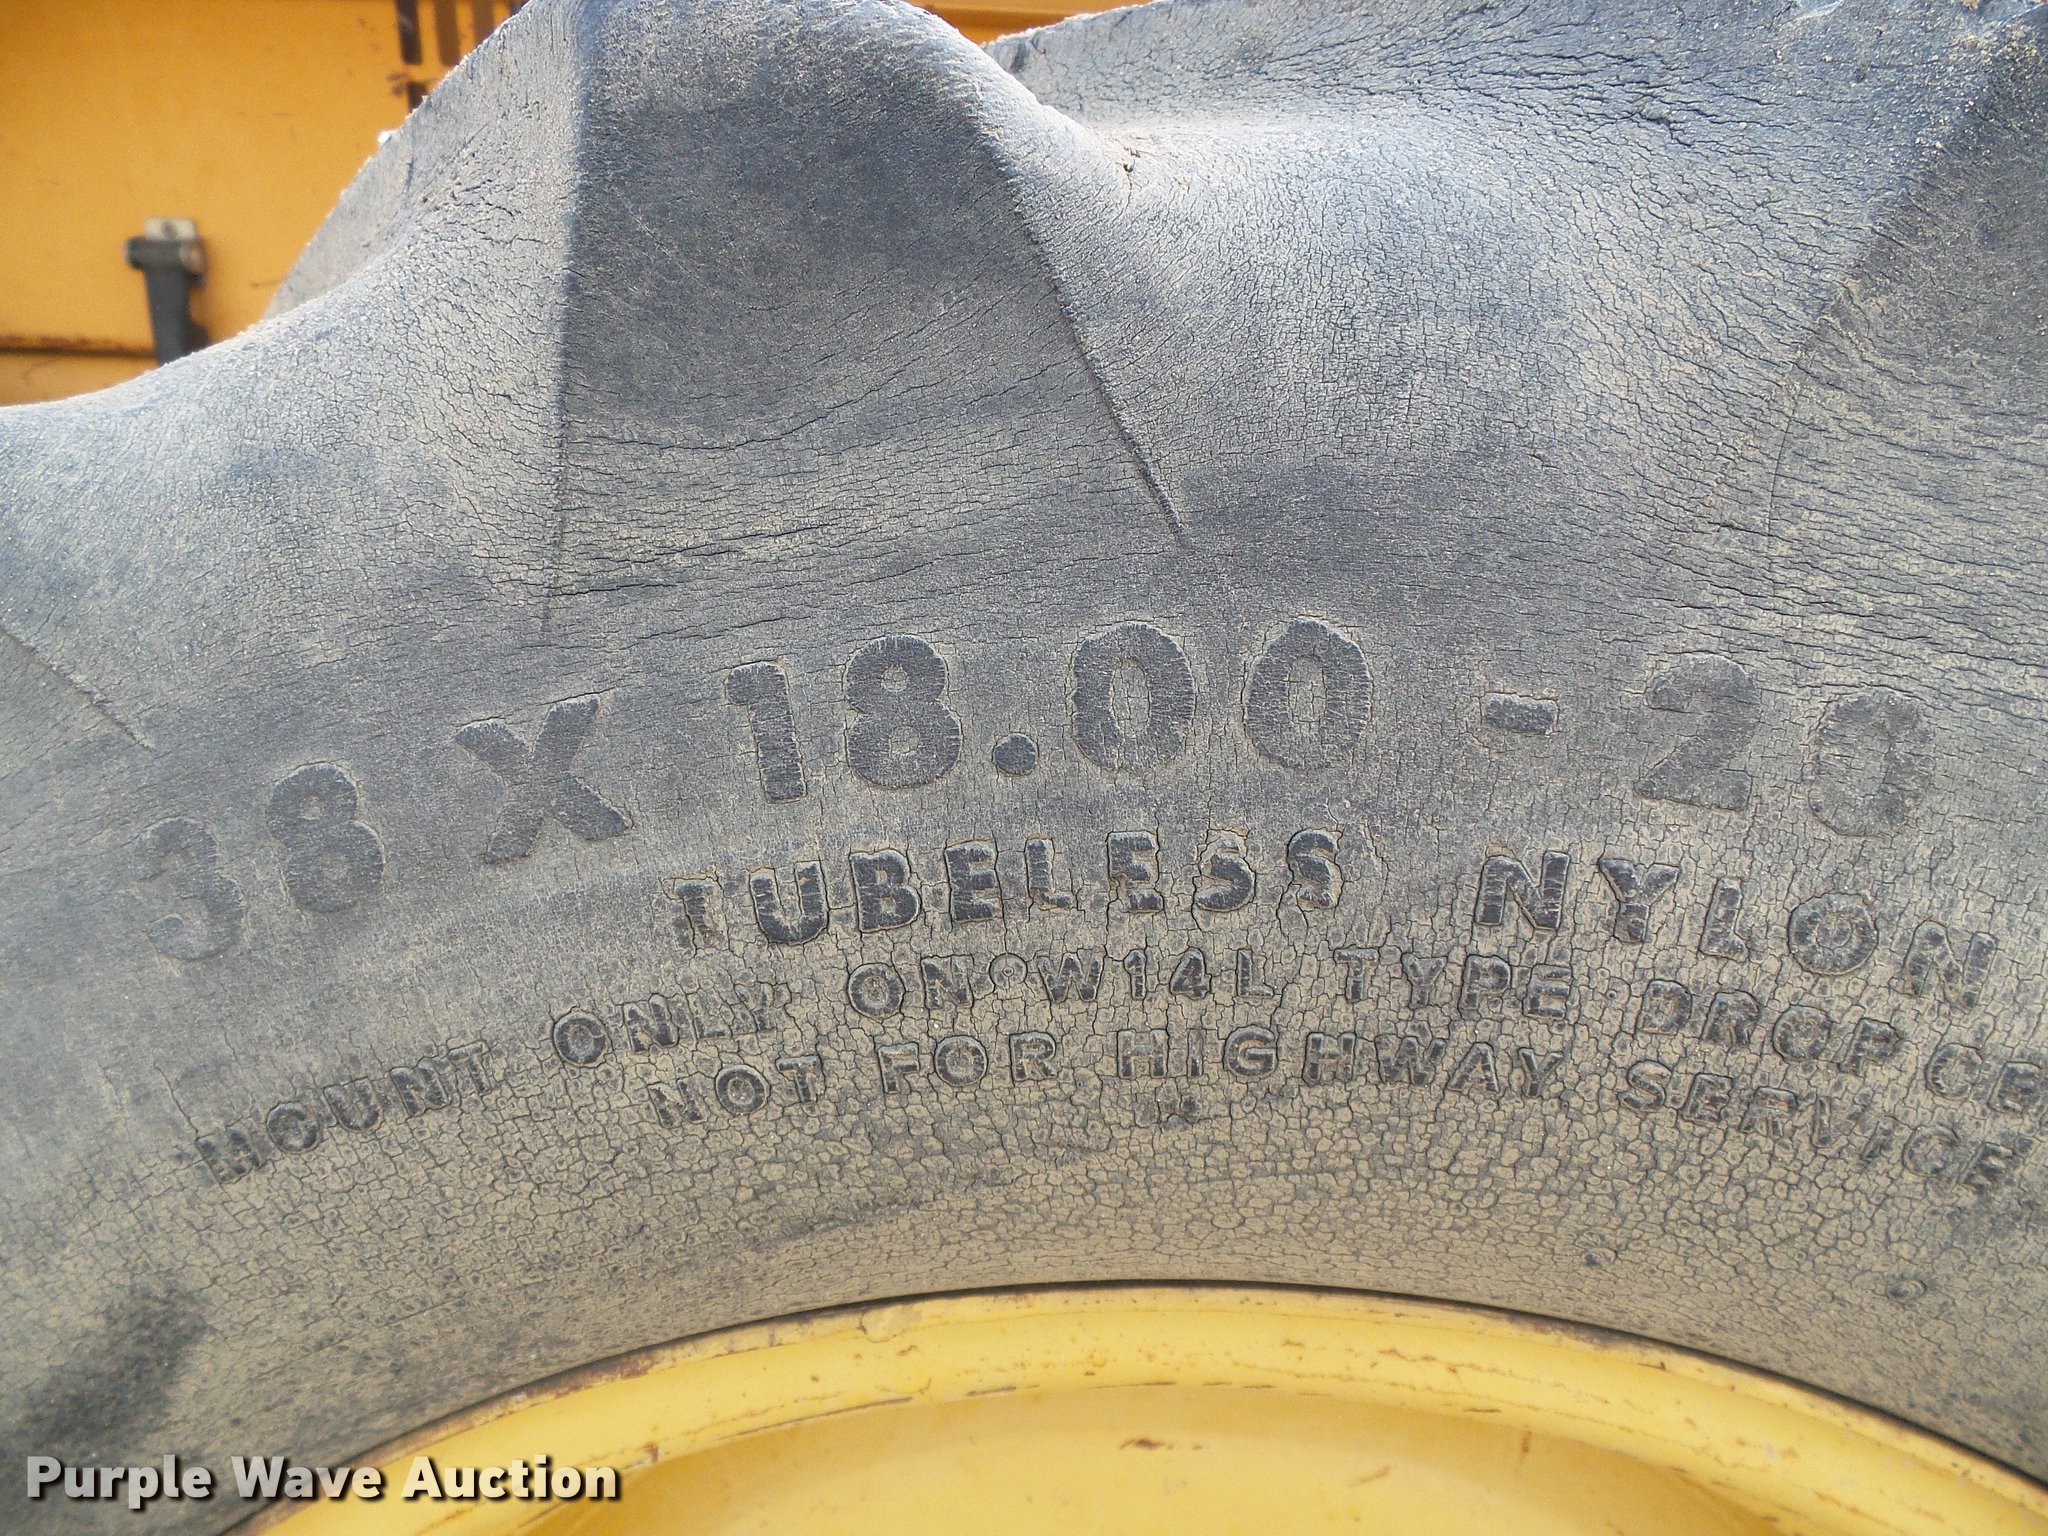 38 X 18.00-20
TUBELESS NYLON
MOUNT ONLY ON W14L TYPE DROP CE
NOT FOR HIGHWAY SERVICE
Purple Wave Auction